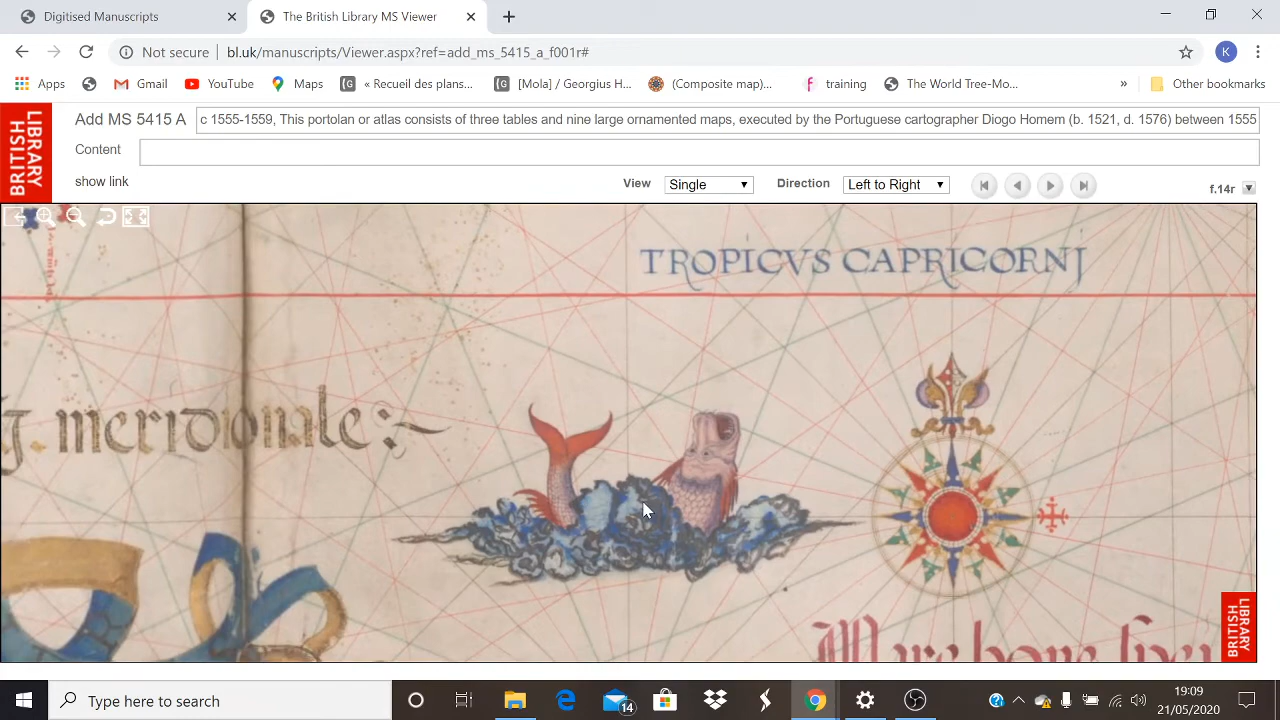 Digitised Manuscripts
The British Library MS Viewer
Not secure
bl.uk/manuscripts/Viewer.aspx?ref=add_ms_5415_a_f001r#
K
Apps
Gmail
YouTube
Maps
« Recueil des plans...
[Mola] / Georgius H...
(Composite map)...
training
The World Tree-Mo...
»
Other bookmarks
BRITISH
LIBRARY
Add MS 5415 A
c 1555-1559, This portolan or atlas consists of three tables and nine large ornamented maps, executed by the Portuguese cartographer Diogo Homem (b. 1521, d. 1576) between 1555
Content
show link
View
Single
Direction
Left to Right
f.14r
TROPICVS CAPRICORNJ
meridionale
BRITISH
LIBRARY
Type here to search
14
19:09
21/05/2020